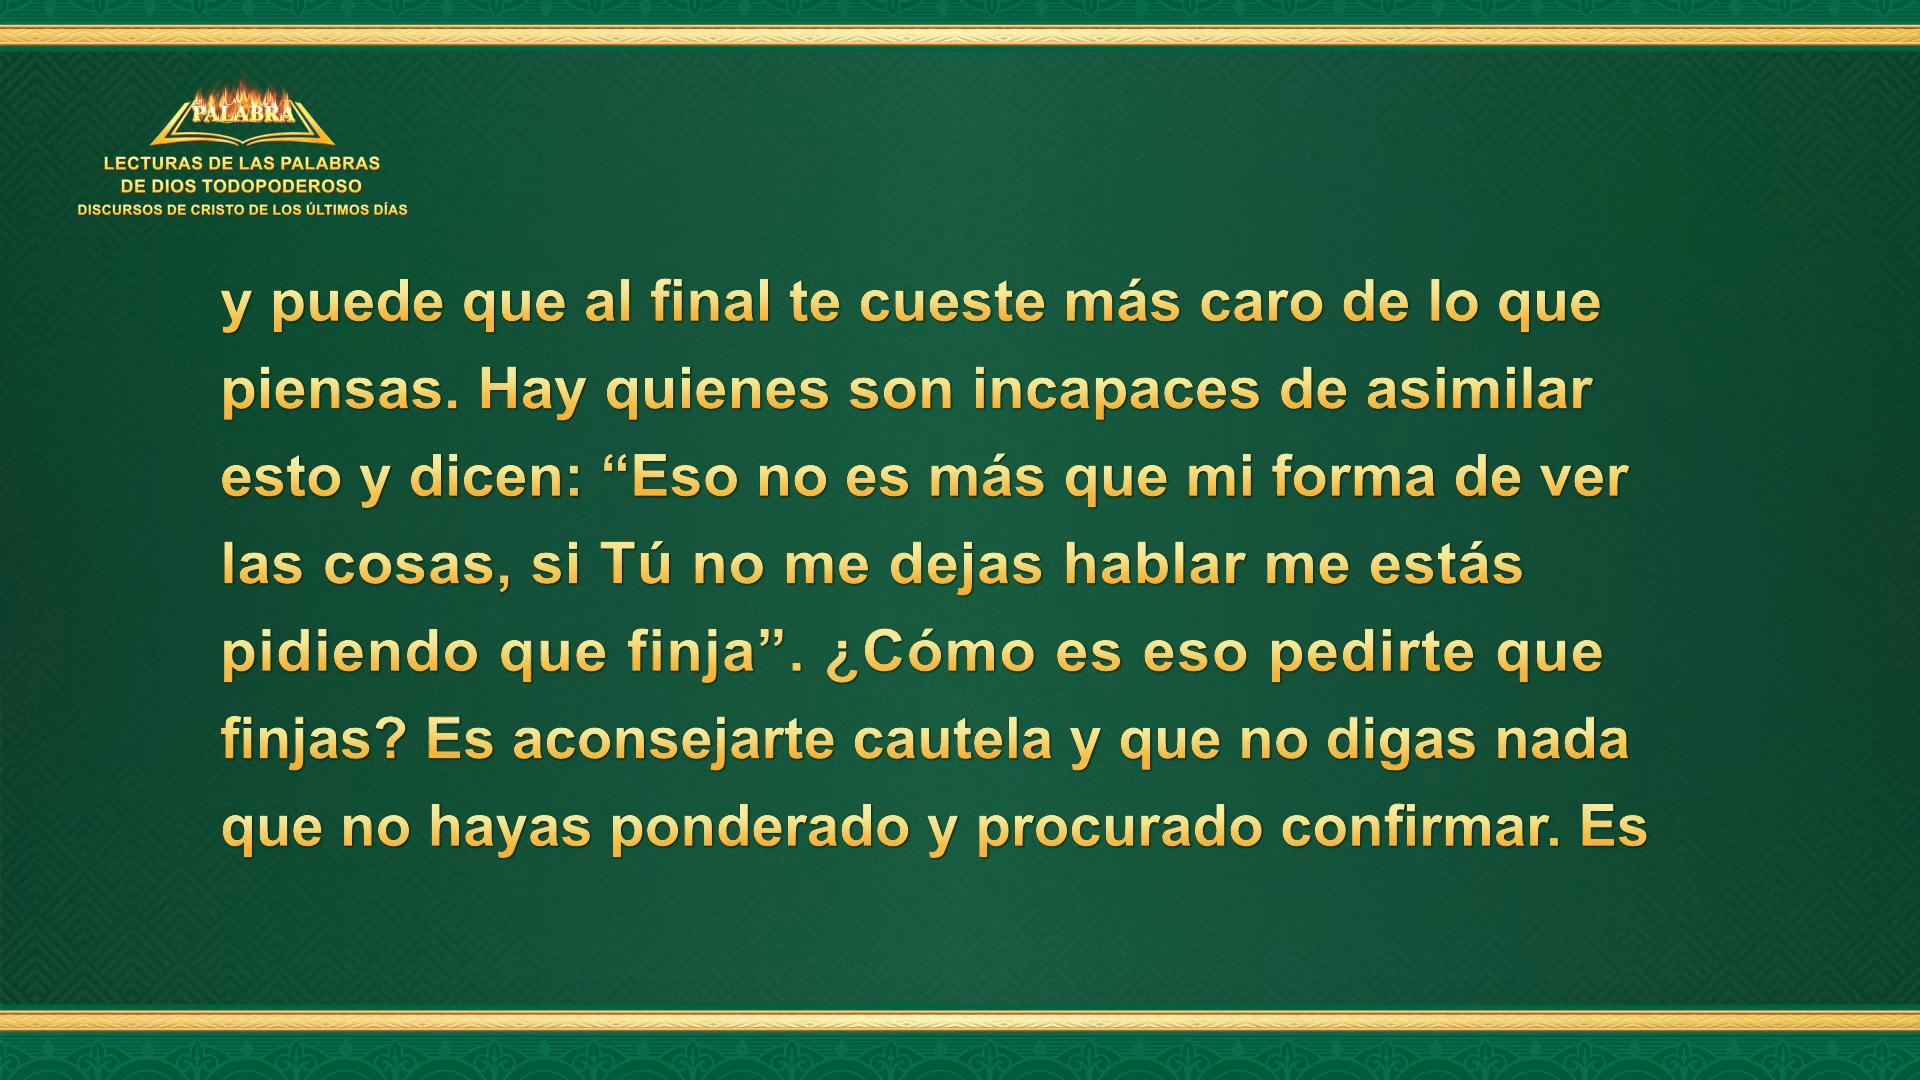 LA
PALABRA
LECTURAS DE LAS PALABRAS
DE DIOS TODOPODEROSO
DISCURSOS DE CRISTO DE LOS ÚLTIMOS DÍAS
y puede que al final te cueste más caro de lo que
piensas. Hay quienes son incapaces de asimilar
esto y dicen: “Eso no es más que mi forma de ver
las cosas, si Tú no me dejas hablar me estás
pidiendo que finja”. ¿Cómo es eso pedirte que
finjas? Es aconsejarte cautela y que no digas nada
que no hayas ponderado y procurado confirmar. Es